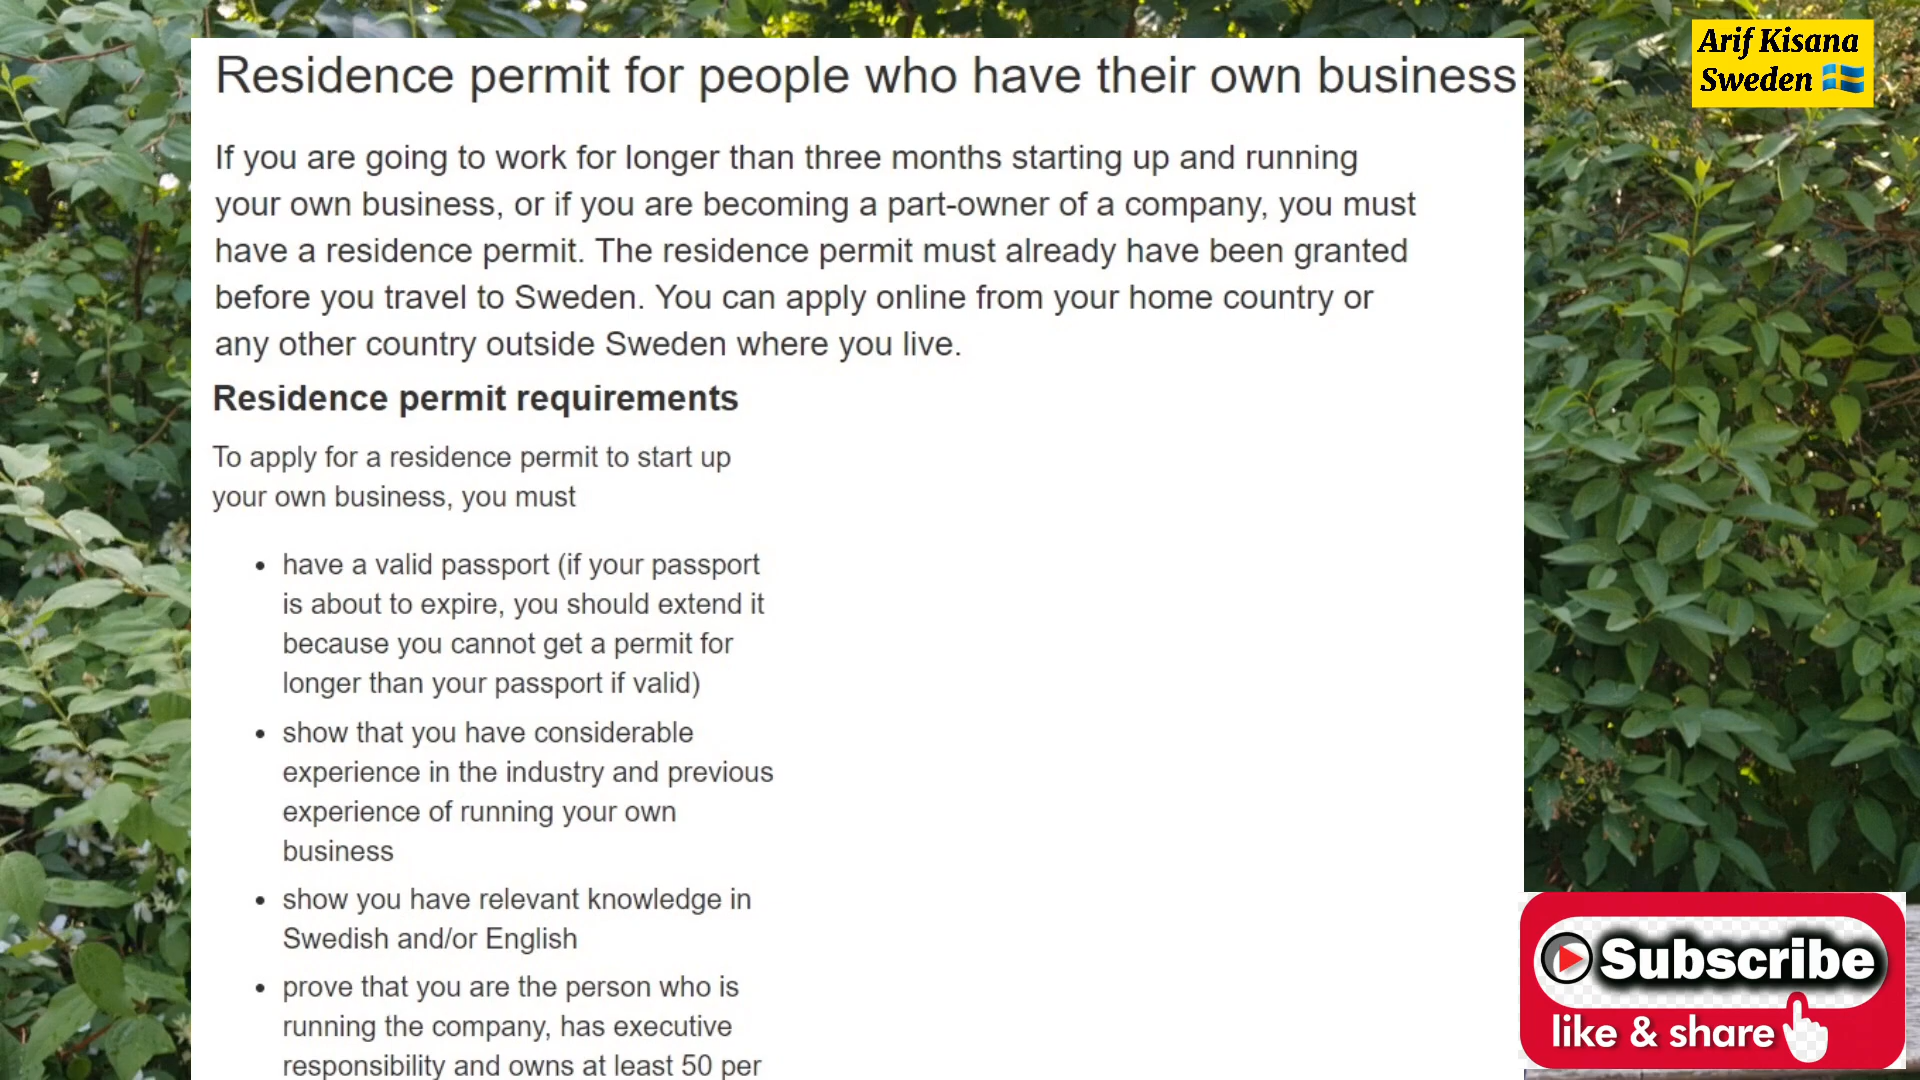 Arif Kisana
Sweden
Residence permit for people who have their own business
If you are going to work for longer than three months starting up and running
your own business, or if you are becoming a part-owner of a company, you must
have a residence permit. The residence permit must already have been granted
before you travel to Sweden. You can apply online from your home country or
any other country outside Sweden where you live.
Residence permit requirements
To apply for a residence permit to start up
your own business, you must
• have a valid passport (if your passport
is about to expire, you should extend it
because you cannot get a permit for
longer than your passport if valid)
• show that you have considerable
experience in the industry and previous
experience of running your own
business
• show you have relevant knowledge in
Swedish and/or English
• prove that you are the person who is
running the company, has executive
responsibility and owns at least 50 per
Subscribe
like & share